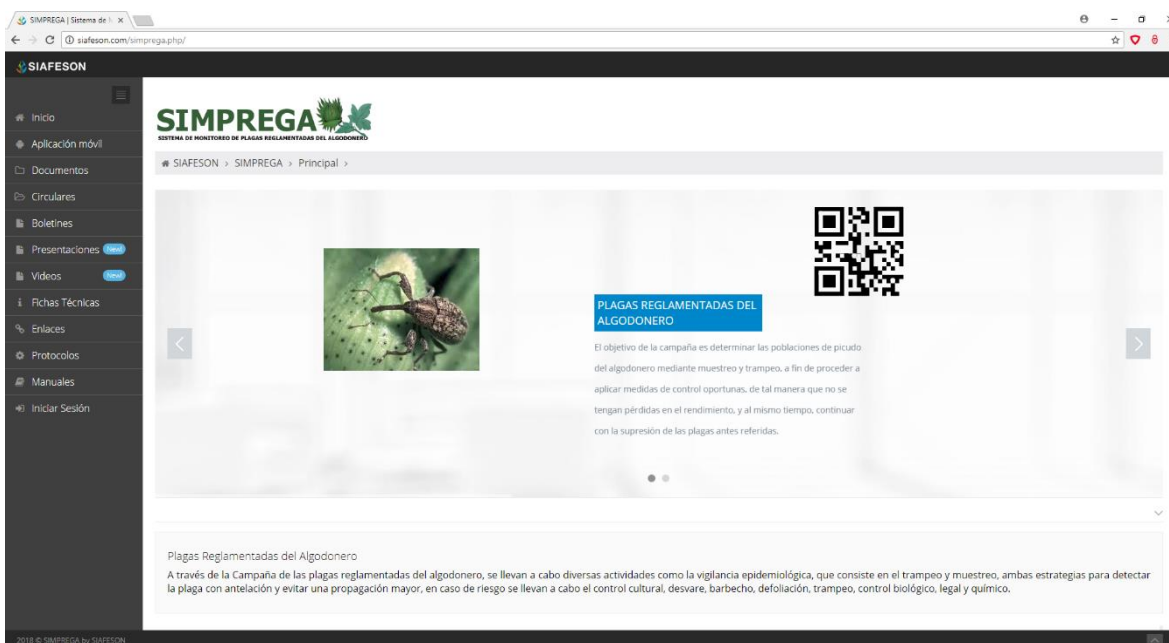 SIMPREGA | Sistema de
siafeson.com/simprega.php/
SIAFESON
Inicio
Aplicación móvil
Documentos
Circulares
Boletines
Presentaciones New!
Videos New!
Fichas Técnicas
Enlaces
Protocolos
Manuales
Iniciar Sesión
SIMPREGA
SISTEMA DE MONITOREO DE PLAGAS REGLAMENTADAS DEL ALGODONERO
SIAFESON > SIMPREGA > Principal >
PLAGAS REGLAMENTADAS DEL
ALGODONERO
El objetivo de la campaña es determinar las poblaciones de picudo
del algodonero mediante muestreo y trampeo, a fin de proceder a
aplicar medidas de control oportunas, de tal manera que no se
tengan pérdidas en el rendimiento, y al mismo tiempo, continuar
con la supresión de las plagas antes referidas.
Plagas Reglamentadas del Algodonero
A través de la Campaña de las plagas reglamentadas del algodonero, se llevan a cabo diversas actividades como la vigilancia epidemiológica, que consiste en el trampeo y muestreo, ambas estrategias para detectar
la plaga con antelación y evitar una propagación mayor, en caso de riesgo se llevan a cabo el control cultural, desvare, barbecho, defoliación, trampeo, control biológico, legal y químico.
2018 © SIMPREGA by SIAFESON